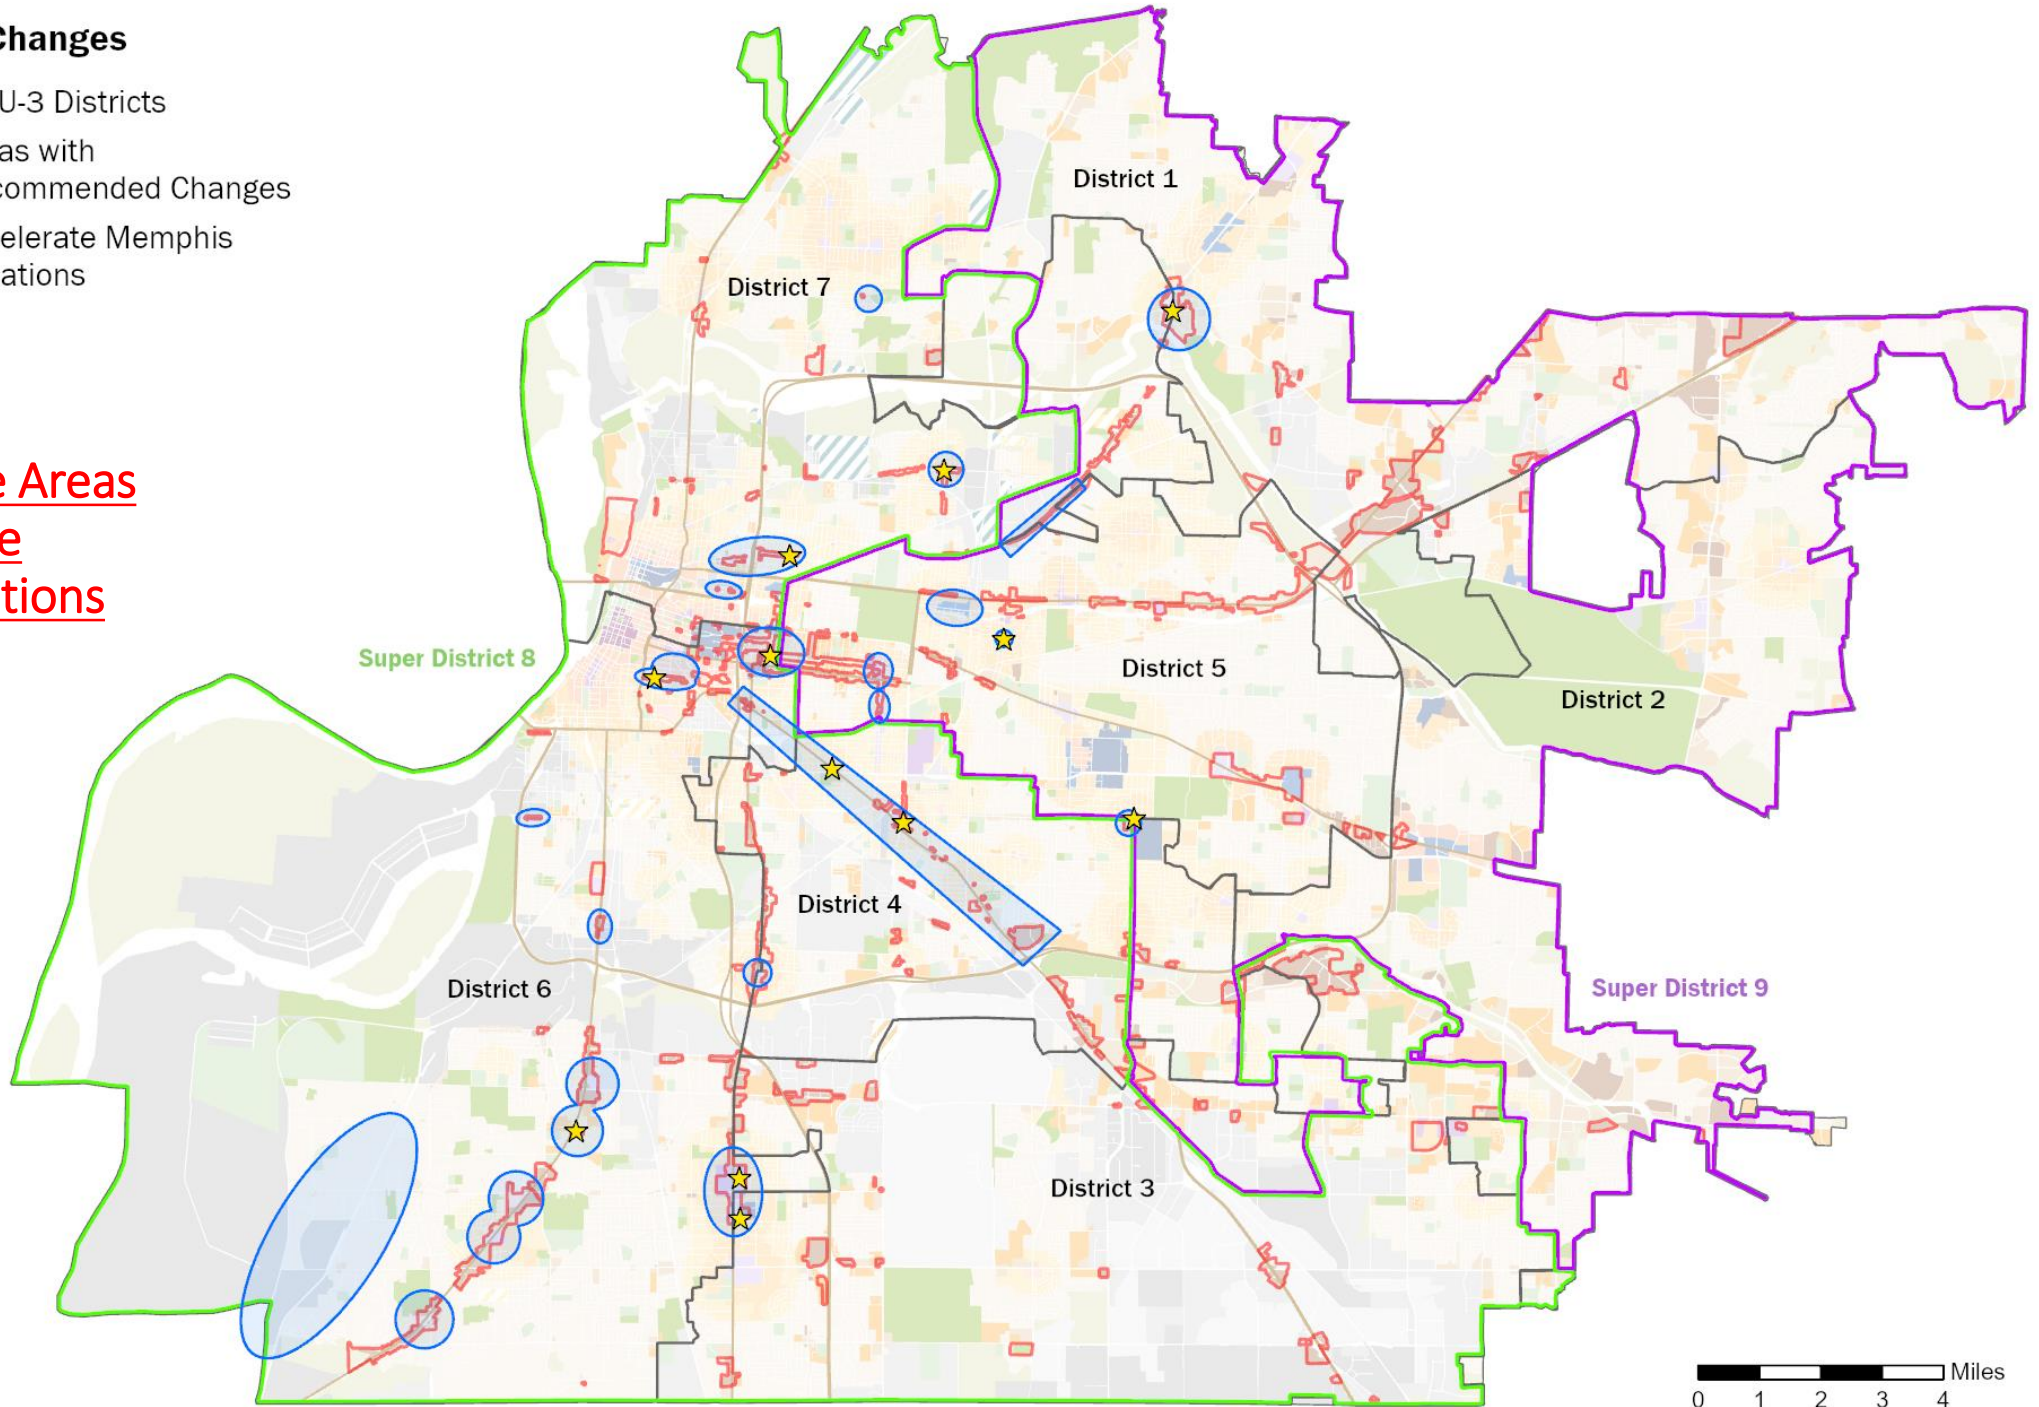 Changes
U-3 Districts
as with
commended Changes
elerate Memphis
ations
e Areas
e
tions
District 1
District 7
Super District 8
District 5
District 2
District 4
District 6
Super District 9
District 3
Miles
0 1 2 3 4